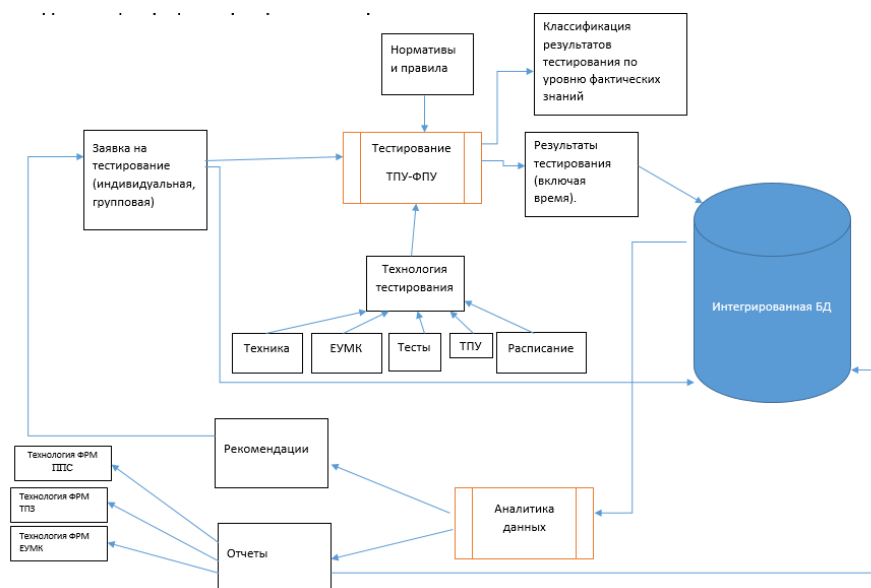 Нормативы
и правила
Классификация
результатов
тестирования по
уровню фактических
знаний
Заявка на
тестирование
(индивидуальная,
групповая)
Тестирование
ТПУ-ФПУ
Результаты
тестирования
(включая
время).
Технология
тестирования
Интегрированная БД
Техника
ЕУМК
Тесты
ТПУ
Расписание
Рекомендации
Технология ФРМ
ППС
Технология ФРМ
ТПЗ
Технология ФРМ
ЕУМК
Аналитика
данных
Отчеты